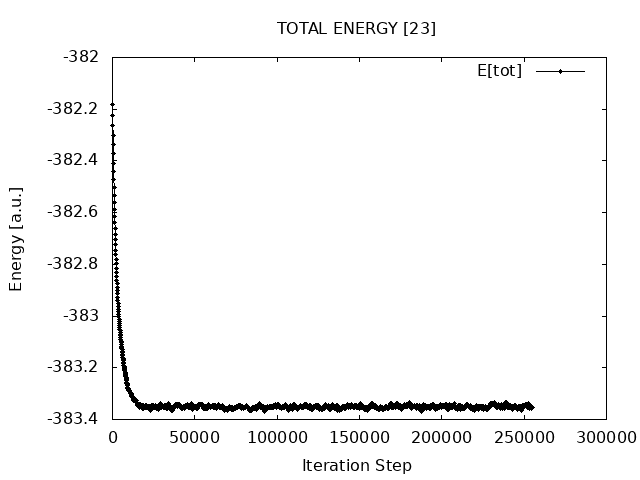 TOTAL ENERGY [23]
E[tot]
-382
-382.2
-382.4
-382.6
-382.8
-383
-383.2
-383.4
Energy [a.u.]
0 50000 100000 150000 200000 250000 300000
Iteration Step